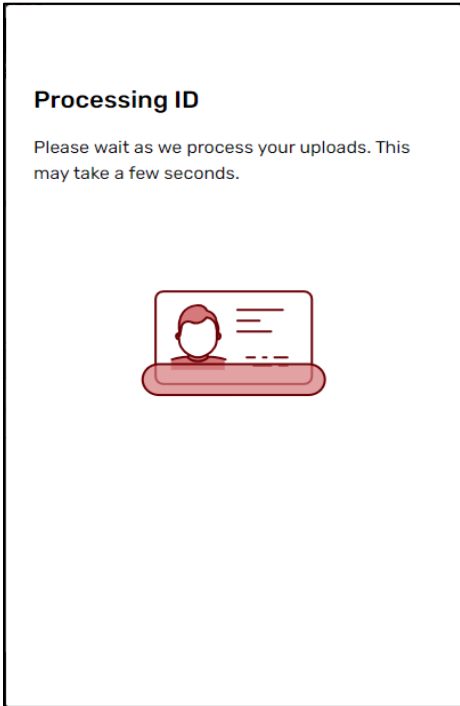 Processing ID
Please wait as we process your uploads. This
may take a few seconds.